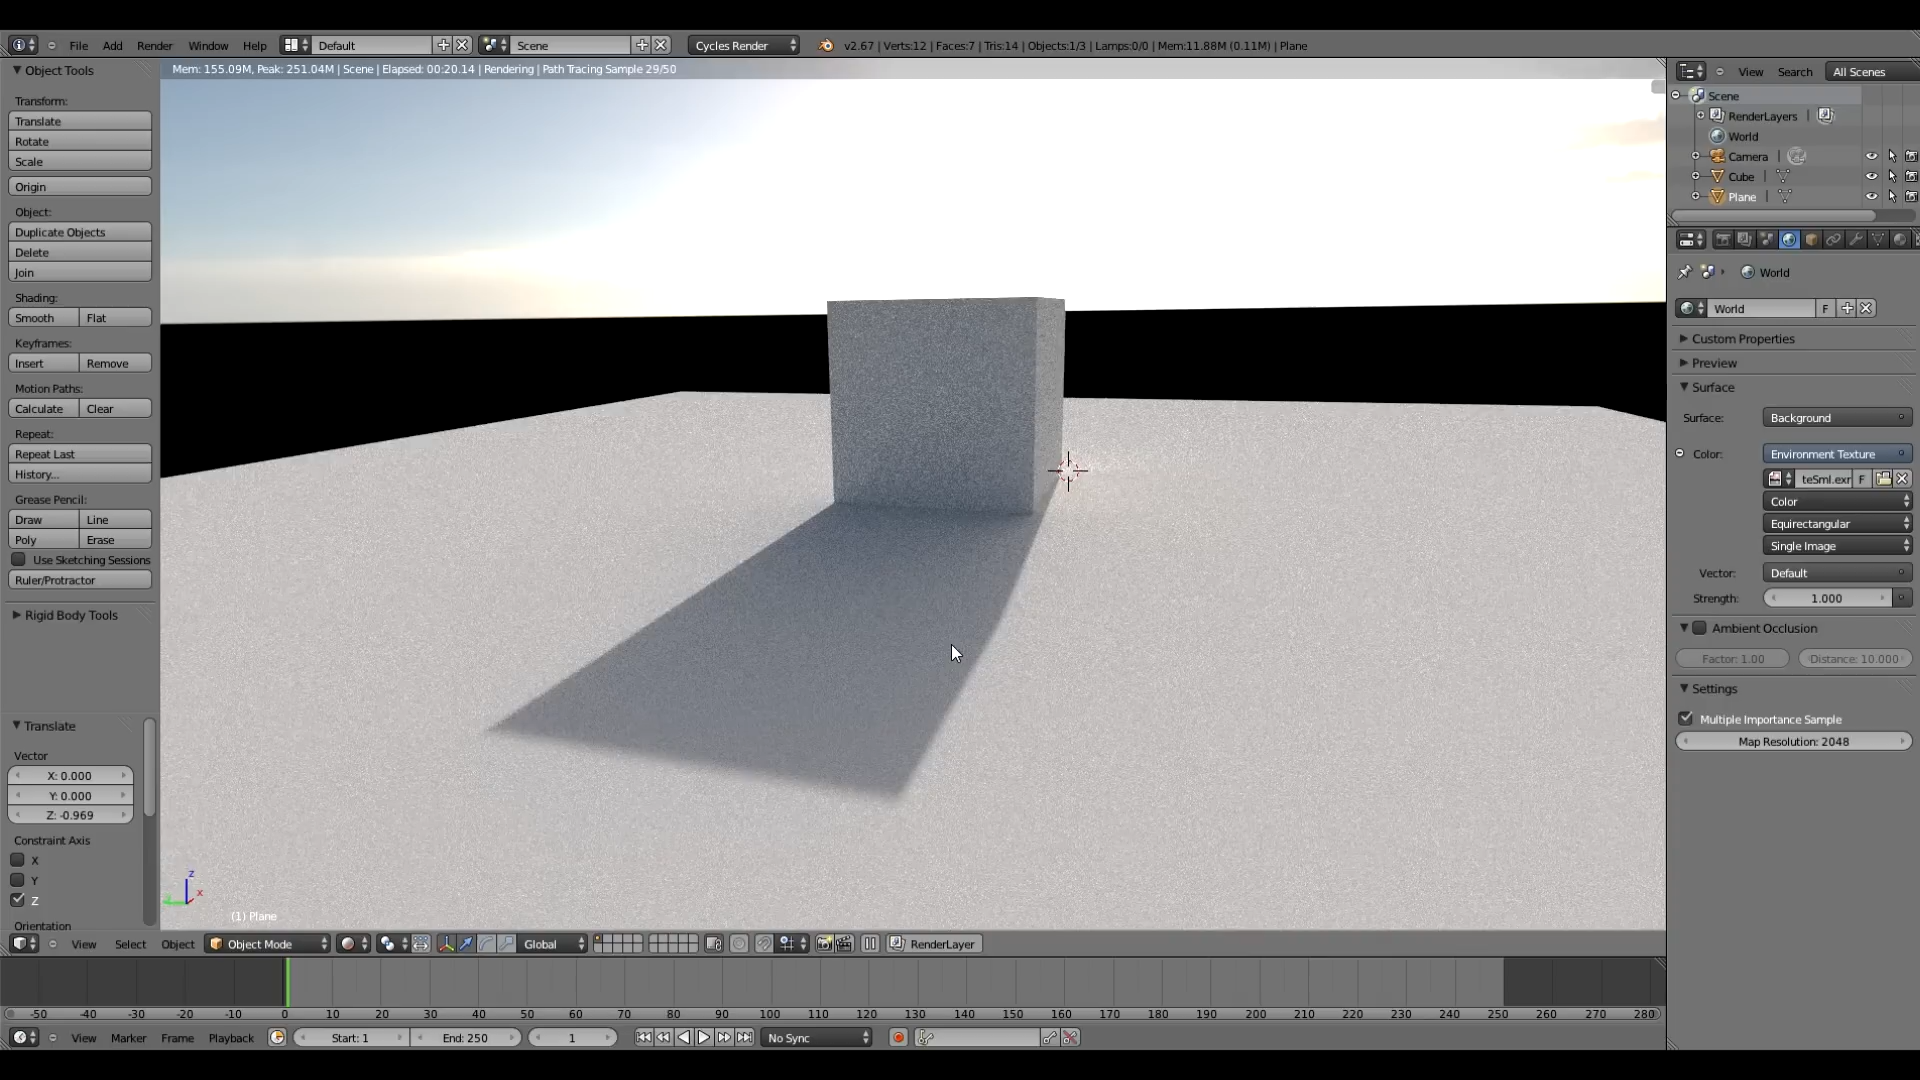 File Add Render Window Help Default Scene Cycles Render v2.67 | Verts:12 | Faces:7 | Tris:14 | Objects:1/3 | Lamps:0/0 | Mem:11.88M (0.11M) | Plane
Mem: 155.09M, Peak: 251.04M | Scene | Elapsed: 00:20.14 | Rendering | Path Tracing Sample 29/50
Object Tools
Transform:
Translate
Rotate
Scale
Origin
Object:
Duplicate Objects
Delete
Join
Shading:
Smooth Flat
Keyframes:
Insert Remove
Motion Paths:
Calculate Clear
Repeat:
Repeat Last
History...
Grease Pencil:
Draw Line
Poly Erase
Use Sketching Sessions
Ruler/Protractor
Rigid Body Tools
Translate
Vector
X: 0.000
Y: 0.000
Z: -0.969
Constraint Axis
X
Y
Z
Orientation
z
x
(1) Plane
View Select Object Object Mode Global RenderLayer
-50 -40 -30 -20 -10 0 10 20 30 40 50 60 70 80 90 100 110 120 130 140 150 160 170 180 190 200 210 220 230 240 250 260 270 280
View Marker Frame Playback Start: 1 End: 250 1 No Sync
View Search All Scenes
Scene
RenderLayers |
World
Camera |
Cube |
Plane |
World
World F
Custom Properties
Preview
Surface
Surface: Background
Color: Environment Texture
teSml.exr F
Color
Equirectangular
Single Image
Vector: Default
Strength: 1.000
Ambient Occlusion
Factor: 1.00 Distance: 10.000
Settings
Multiple Importance Sample
Map Resolution: 2048